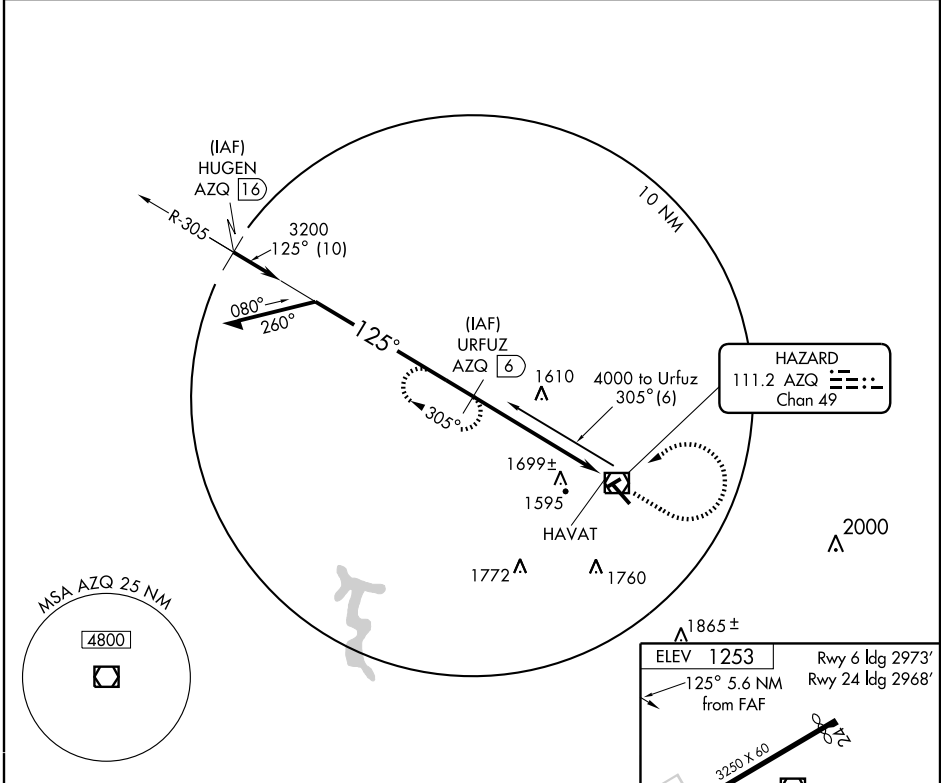 (IAF)
HUGEN
AZQ 16
R-305
3200
125° (10)
10 NM
080°
260°
125°
(IAF)
URFUZ
AZQ 6
305°
1610
4000 to Urfuz
305° (6)
HAZARD
111.2 AZQ
Chan 49
1699±
1595
HAVAT
2000
1772
1760
MSA AZQ 25 NM
4800
1865±
ELEV 1253
Rwy 6 ldg 2973'
Rwy 24 ldg 2968'
125° 5.6 NM
from FAF
24
3250 X 60